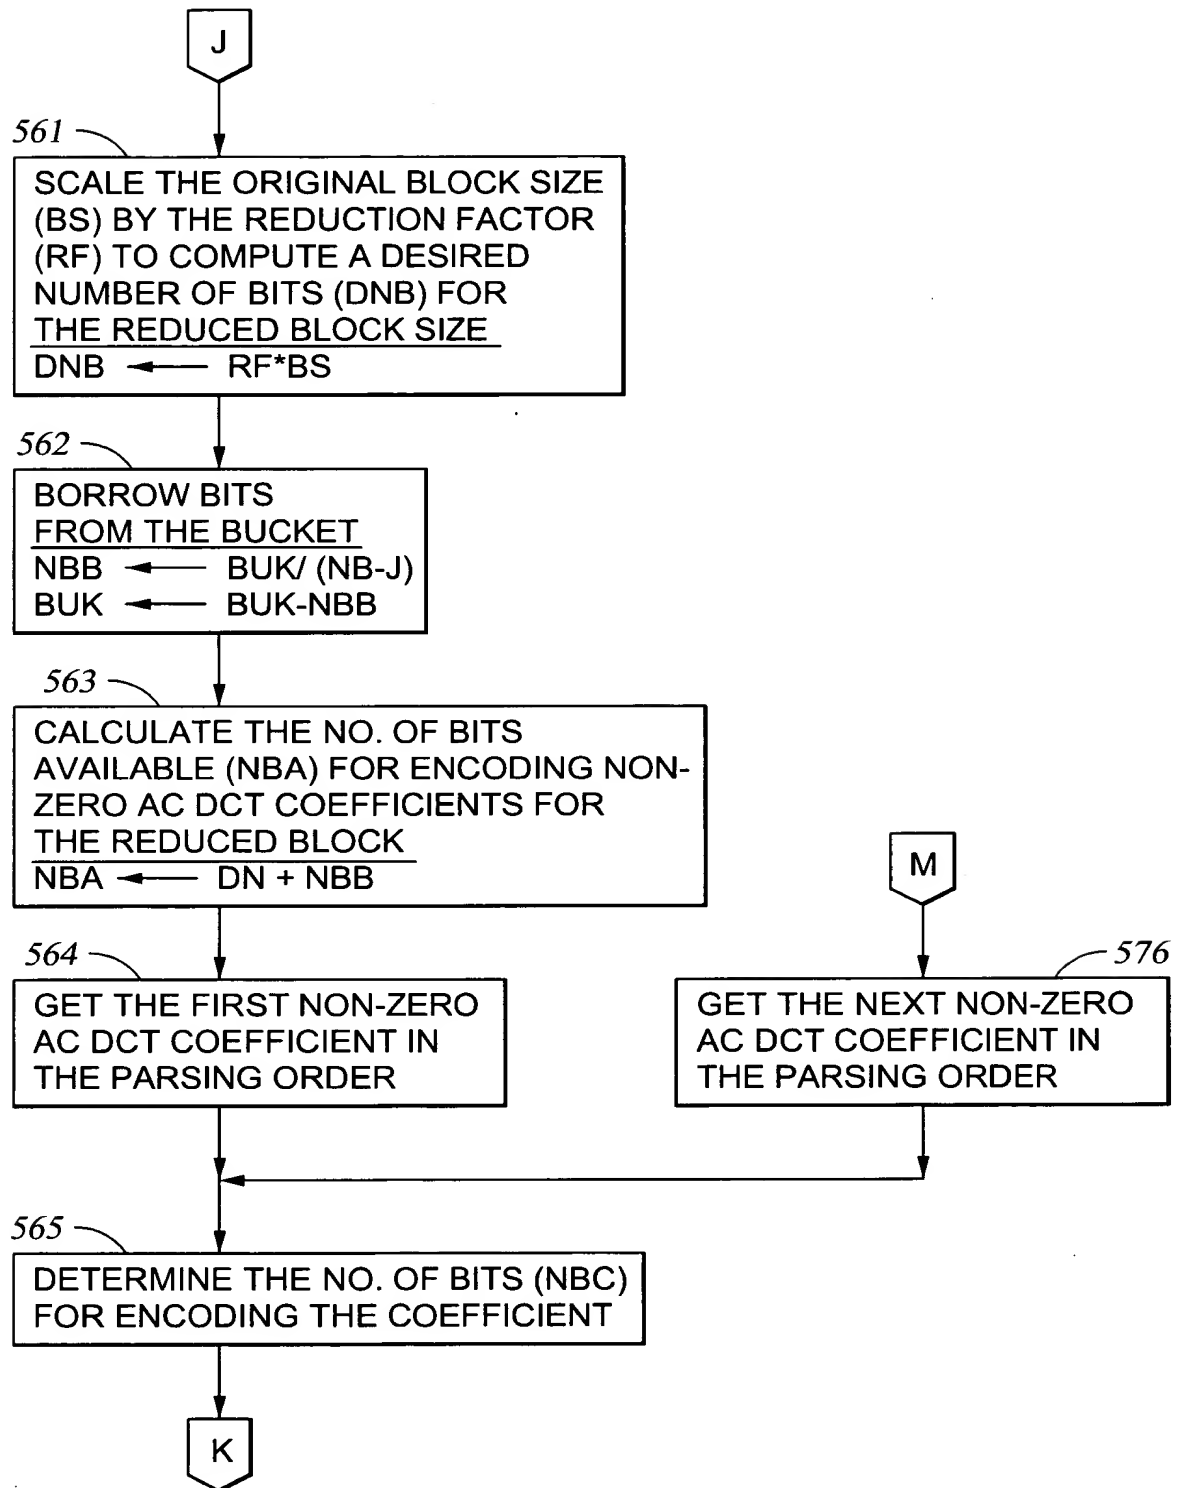 J
561
SCALE THE ORIGINAL BLOCK SIZE
(BS) BY THE REDUCTION FACTOR
(RF) TO COMPUTE A DESIRED
NUMBER OF BITS (DNB) FOR
THE REDUCED BLOCK SIZE
DNB ← RF*BS
562
BORROW BITS
FROM THE BUCKET
NBB ← BUK/ (NB-J)
BUK ← BUK-NBB
563
CALCULATE THE NO. OF BITS
AVAILABLE (NBA) FOR ENCODING NON-
ZERO AC DCT COEFFICIENTS FOR
THE REDUCED BLOCK
NBA ← DN + NBB
M
564
GET THE FIRST NON-ZERO
AC DCT COEFFICIENT IN
THE PARSING ORDER
576
GET THE NEXT NON-ZERO
AC DCT COEFFICIENT IN
THE PARSING ORDER
565
DETERMINE THE NO. OF BITS (NBC)
FOR ENCODING THE COEFFICIENT
K